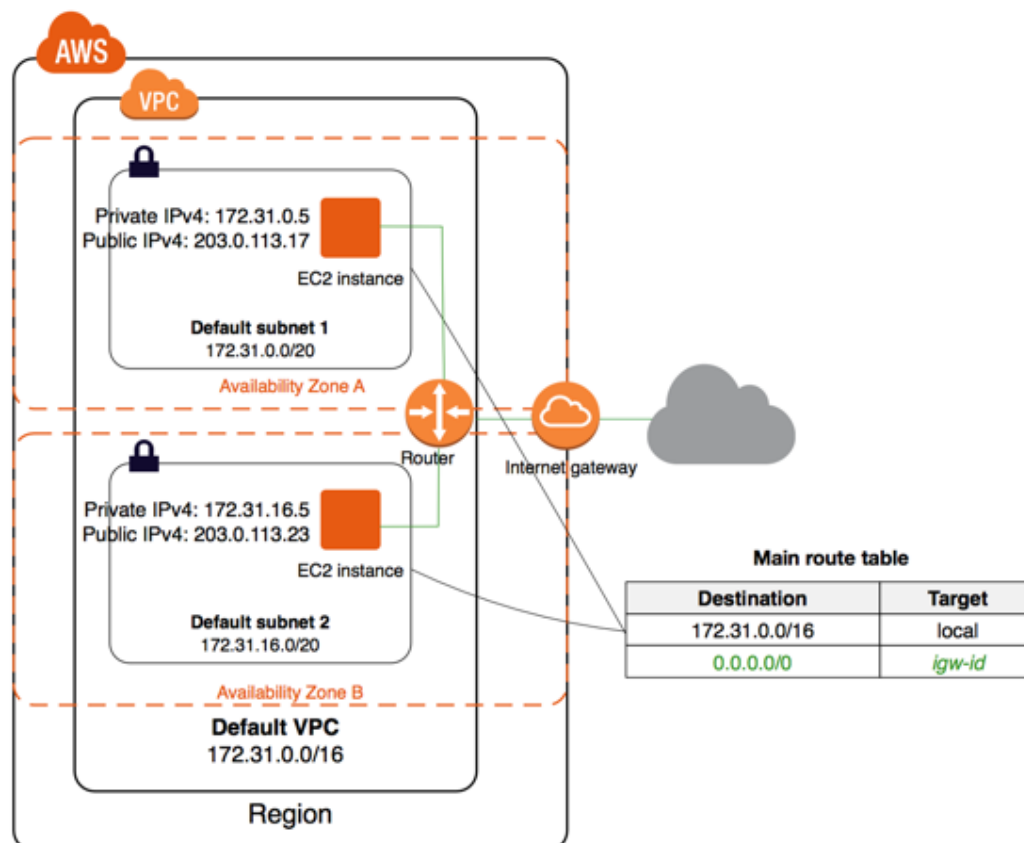 AWS
VPC
Private IPv4: 172.31.0.5
Public IPv4: 203.0.113.17
EC2 instance
Default subnet 1
172.31.0.0/20
Availability Zone A
Router
Internet gateway
Private IPv4: 172.31.16.5
Public IPv4: 203.0.113.23
EC2 instance
Default subnet 2
172.31.16.0/20
Availability Zone B
Default VPC
172.31.0.0/16
Region
Main route table
Destination Target
172.31.0.0/16 local
0.0.0.0/0 igw-id